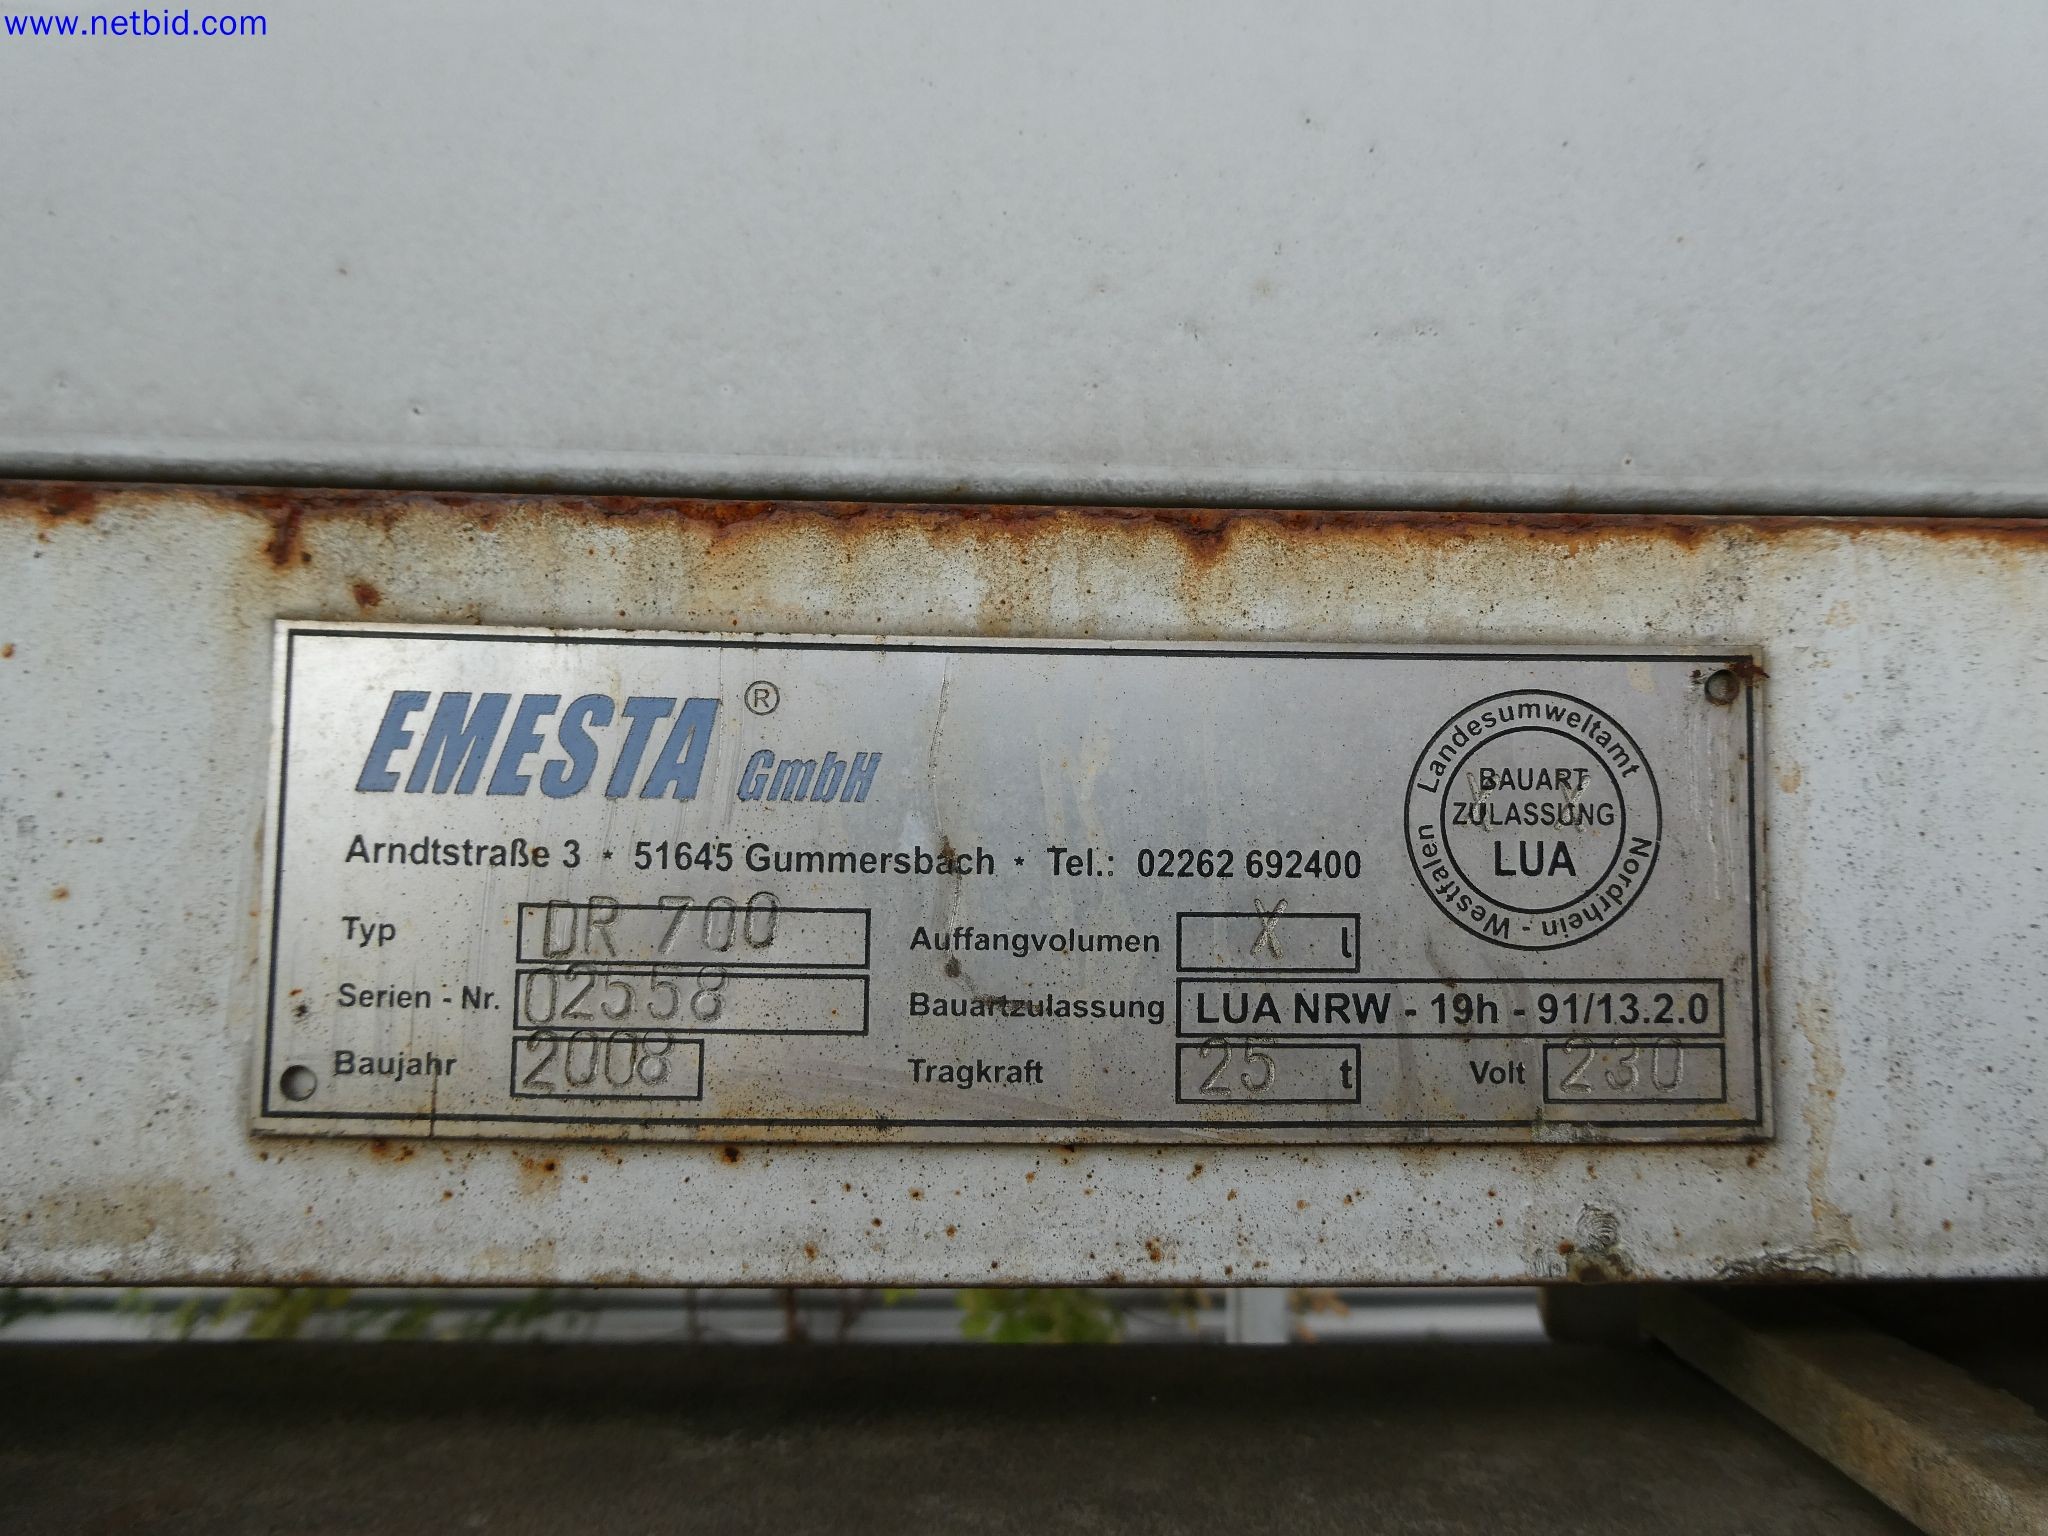 www.netbid.com
EMESTA ® GmbH
Arndtstraße 3 * 51645 Gummersbach * Tel.: 02262 692400
Typ DR 700
Serien - Nr. 02558
Baujahr 2008
Auffangvolumen X l
Bauartzulassung LUA NRW - 19h - 91/13.2.0
Tragkraft 25 t Volt 230
Landesumweltamt
Nordrhein - Westfalen
BAUART
ZULASSUNG
X X
LUA